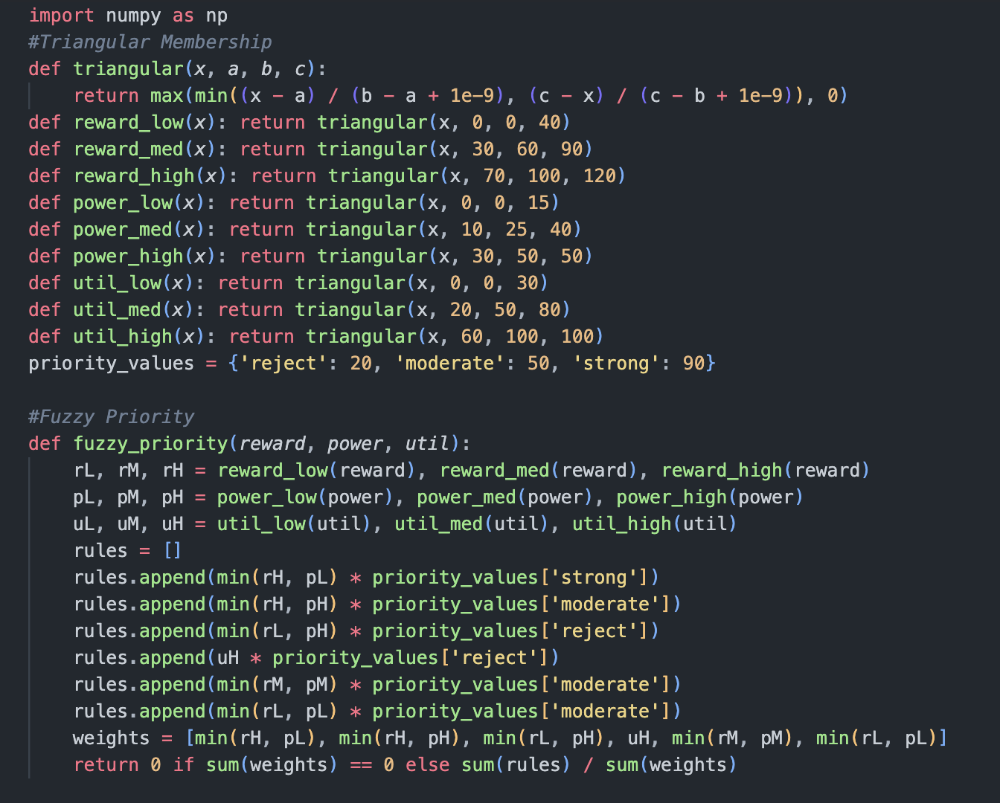 import numpy as np
#Triangular Membership
def triangular(x, a, b, c):
    return max(min((x - a) / (b - a + 1e-9), (c - x) / (c - b + 1e-9)), 0)
def reward_low(x): return triangular(x, 0, 0, 40)
def reward_med(x): return triangular(x, 30, 60, 90)
def reward_high(x): return triangular(x, 70, 100, 120)
def power_low(x): return triangular(x, 0, 0, 15)
def power_med(x): return triangular(x, 10, 25, 40)
def power_high(x): return triangular(x, 30, 50, 50)
def util_low(x): return triangular(x, 0, 0, 30)
def util_med(x): return triangular(x, 20, 50, 80)
def util_high(x): return triangular(x, 60, 100, 100)
priority_values = {'reject': 20, 'moderate': 50, 'strong': 90}

#Fuzzy Priority
def fuzzy_priority(reward, power, util):
    rL, rM, rH = reward_low(reward), reward_med(reward), reward_high(reward)
    pL, pM, pH = power_low(power), power_med(power), power_high(power)
    uL, uM, uH = util_low(util), util_med(util), util_high(util)
    rules = []
    rules.append(min(rH, pL) * priority_values['strong'])
    rules.append(min(rH, pH) * priority_values['moderate'])
    rules.append(min(rL, pH) * priority_values['reject'])
    rules.append(uH * priority_values['reject'])
    rules.append(min(rM, pM) * priority_values['moderate'])
    rules.append(min(rL, pL) * priority_values['moderate'])
    weights = [min(rH, pL), min(rH, pH), min(rL, pH), uH, min(rM, pM), min(rL, pL)]
    return 0 if sum(weights) == 0 else sum(rules) / sum(weights)